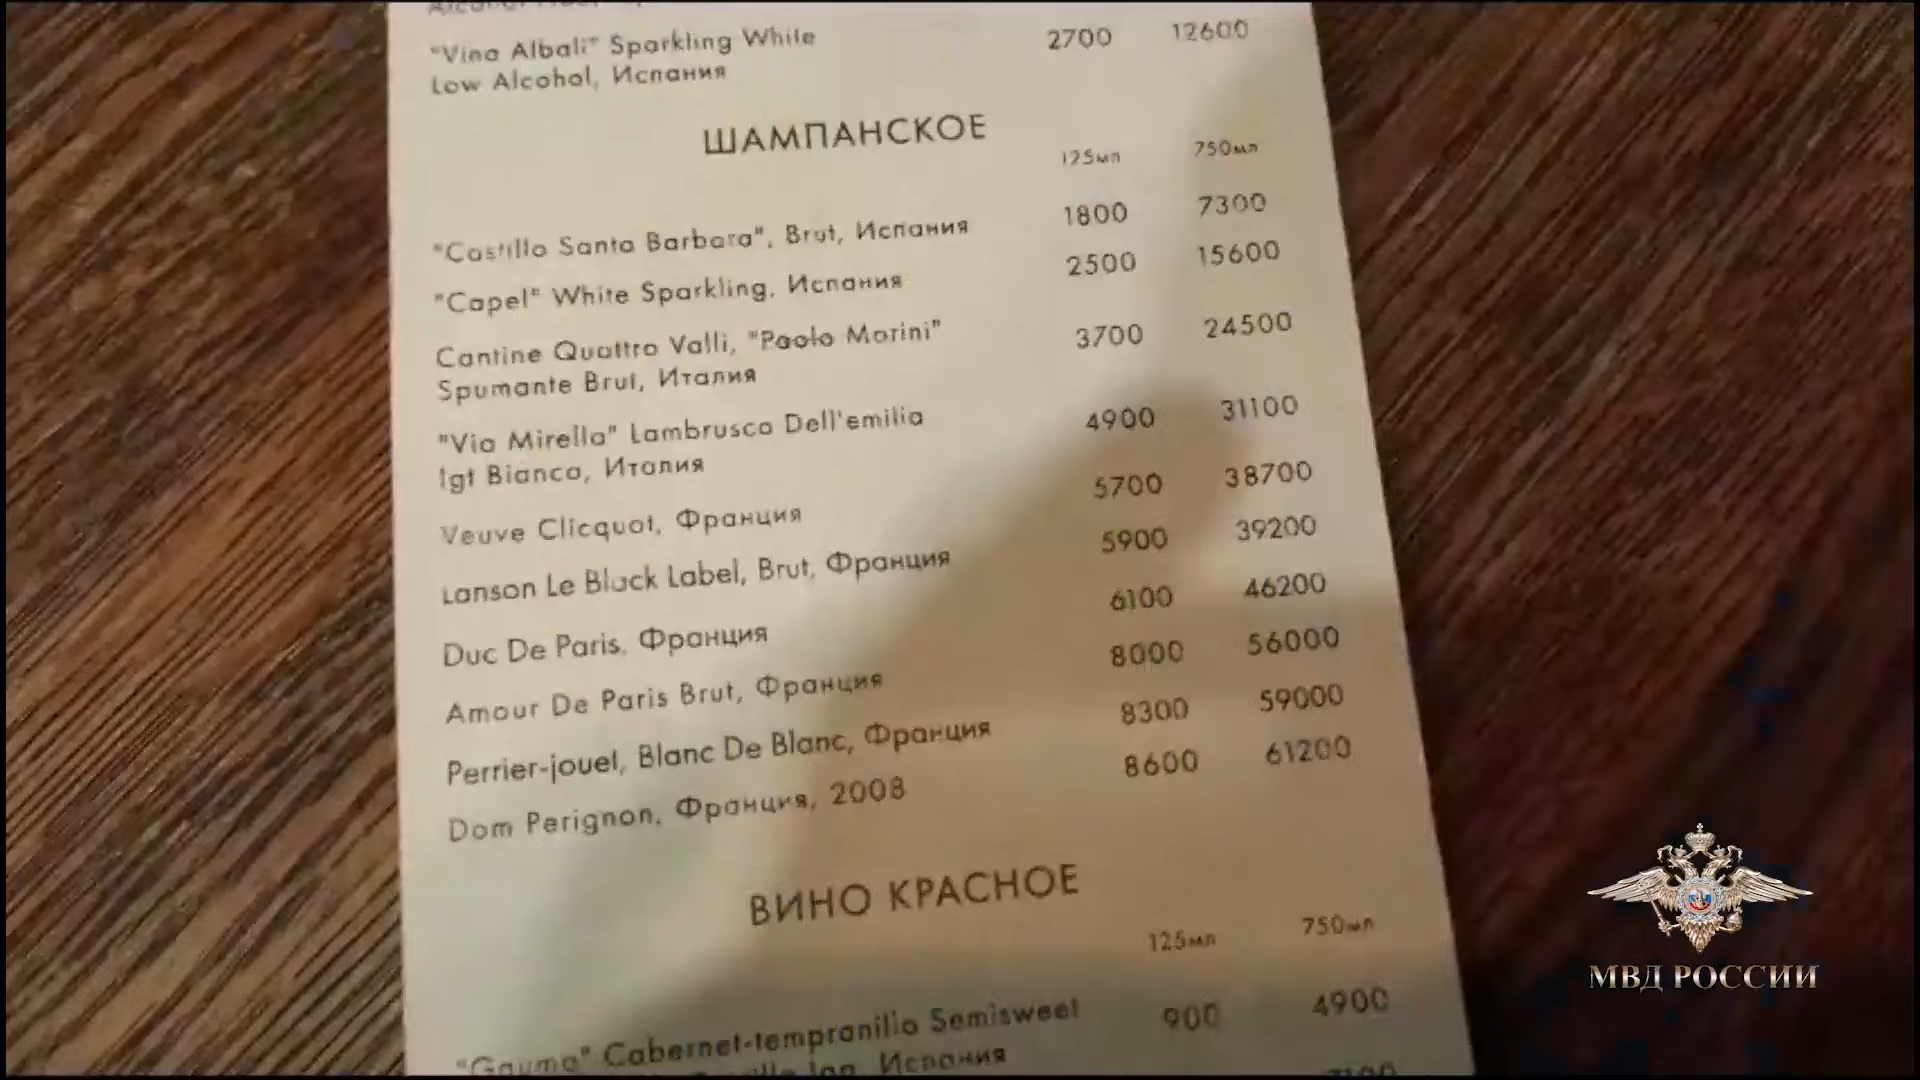 "Vina Albali" Sparkling White 2700 12600
Low Alcohol, Испания
ШАМПАНСКОЕ
125мл 750мл
"Castillo Santa Barbara", Brut, Испания 1800 7300
"Capel" White Sparkling, Испания 2500 15600
Cantine Quattro Valli, "Paolo Morini" 3700 24500
Spumante Brut, Италия
"Via Mirella" Lambrusco Dell'emilia 4900 31100
Igt Bianco, Италия
Veuve Clicquot, Франция 5700 38700
Lanson Le Black Label, Brut, Франция 5900 39200
Duc De Paris, Франция 6100 46200
Amour De Paris Brut, Франция 8000 56000
Perrier-jouet, Blanc De Blanc, Франция 8300 59000
Dom Perignon, Франция, 2008 8600 61200
ВИНО КРАСНОЕ
125мл 750мл
"Gauma" Cabernet-tempranillo Semisweet 900 4900
Испания
МВД РОССИИ